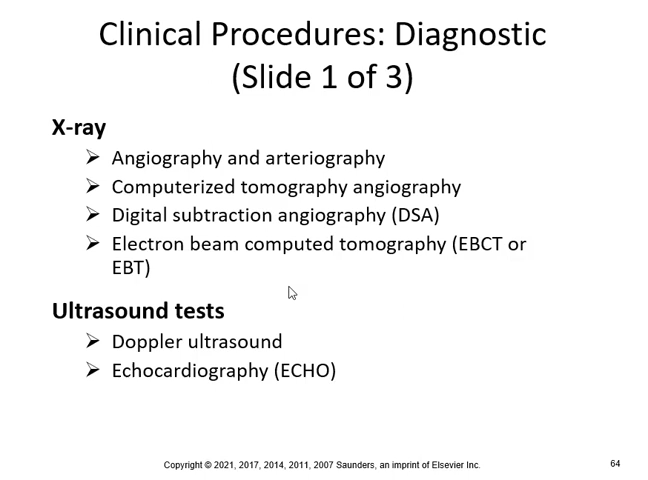 Clinical Procedures: Diagnostic
(Slide 1 of 3)
X-ray
➢ Angiography and arteriography
➢ Computerized tomography angiography
➢ Digital subtraction angiography (DSA)
➢ Electron beam computed tomography (EBCT or
EBT)
Ultrasound tests
➢ Doppler ultrasound
➢ Echocardiography (ECHO)
Copyright © 2021, 2017, 2014, 2011, 2007 Saunders, an imprint of Elsevier Inc.
64